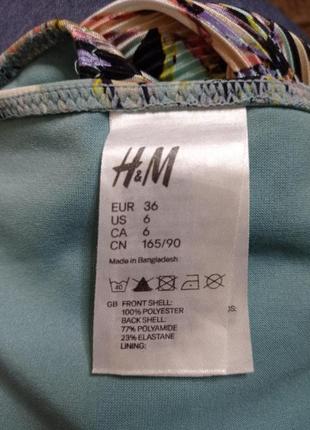 H&M
EUR 36
US 6
CA 6
CN 165/90
Made in Bangladesh
40
GB FRONT SHELL:
100% POLYESTER
BACK SHELL:
77% POLYAMIDE
23% ELASTANE
LINING: